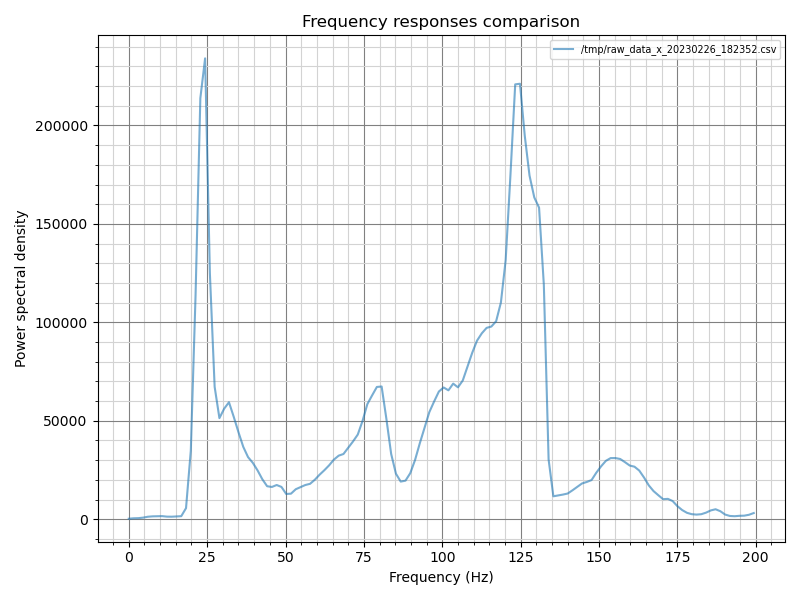 Frequency responses comparison
/tmp/raw_data_x_20230226_182352.csv
Power spectral density
200000
150000
100000
50000
0
0 25 50 75 100 125 150 175 200
Frequency (Hz)